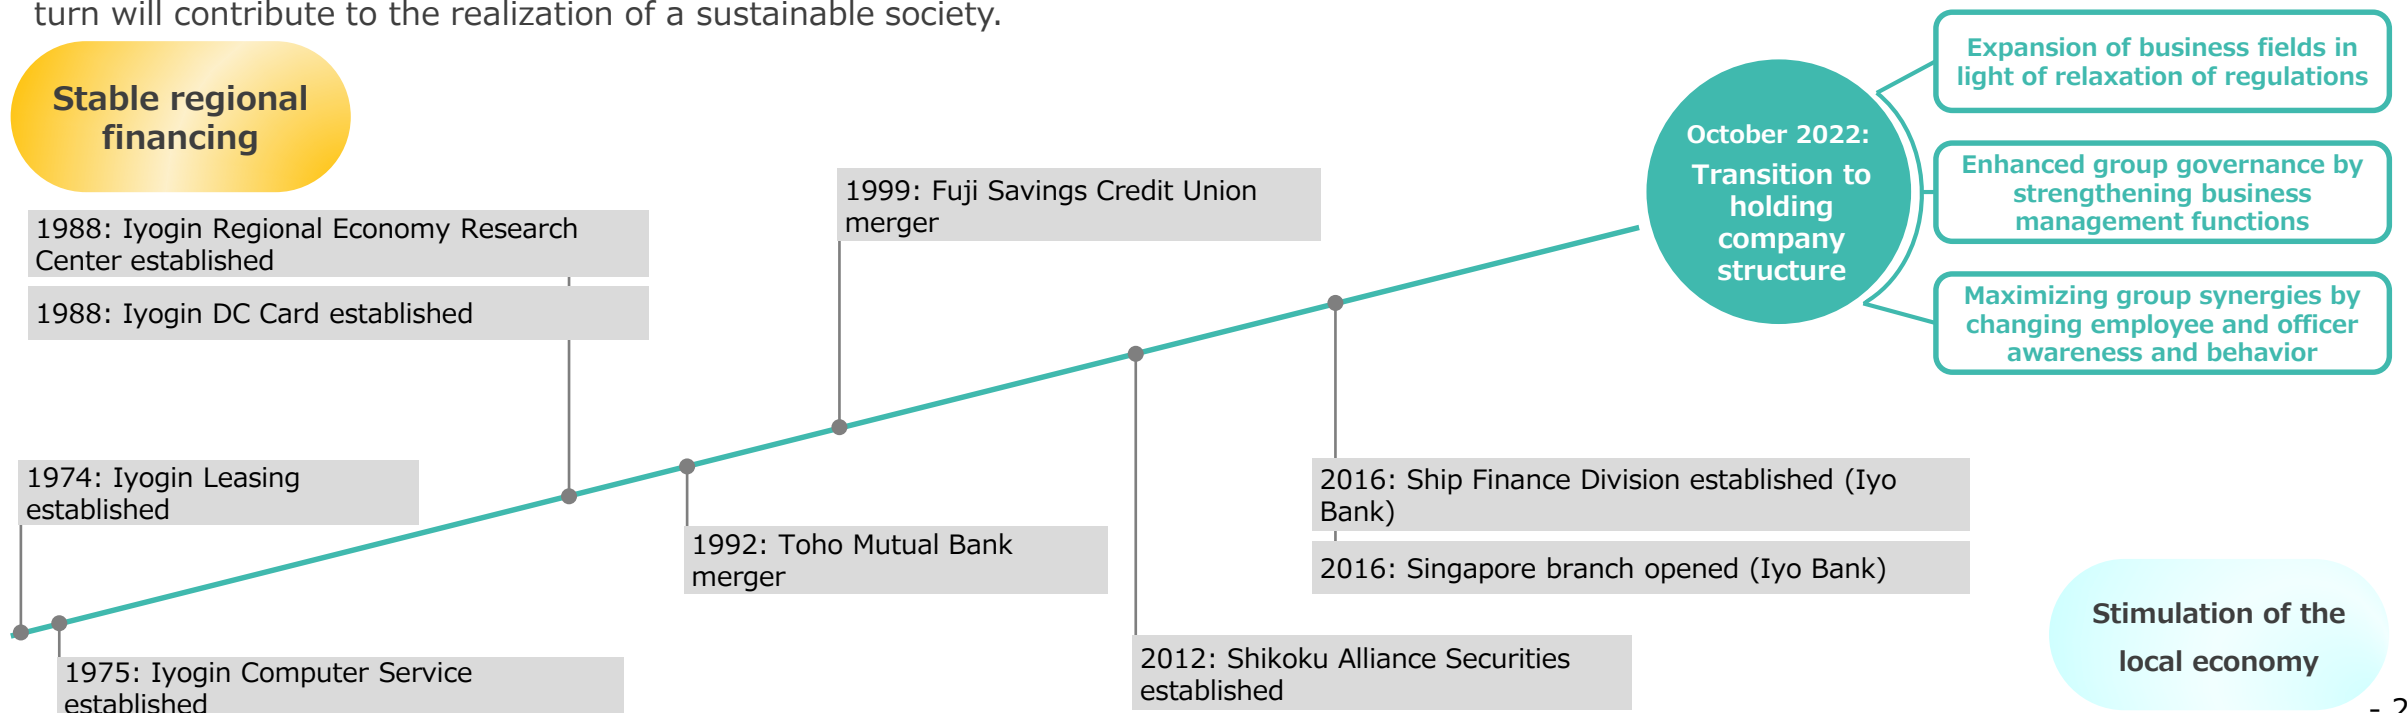 turn will contribute to the realization of a sustainable society.
Stable regional
financing
1988: Iyogin Regional Economy Research
Center established
1988: Iyogin DC Card established
1974: Iyogin Leasing
established
1975: Iyogin Computer Service
established
1992: Toho Mutual Bank
merger
1999: Fuji Savings Credit Union
merger
2012: Shikoku Alliance Securities
established
2016: Ship Finance Division established (Iyo
Bank)
2016: Singapore branch opened (Iyo Bank)
October 2022:
Transition to
holding
company
structure
Expansion of business fields in
light of relaxation of regulations
Enhanced group governance by
strengthening business
management functions
Maximizing group synergies by
changing employee and officer
awareness and behavior
Stimulation of the
local economy
- 2